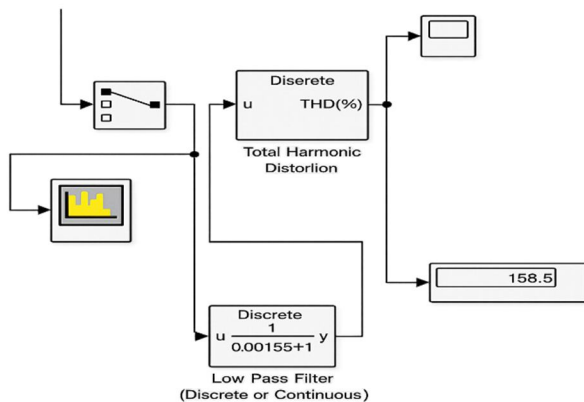 Diserete
u THD(%)
Total Harmonic
Distorlion
158.5
Discrete
u 1 y
0.00155+1
Low Pass Filter
(Discrete or Continuous)